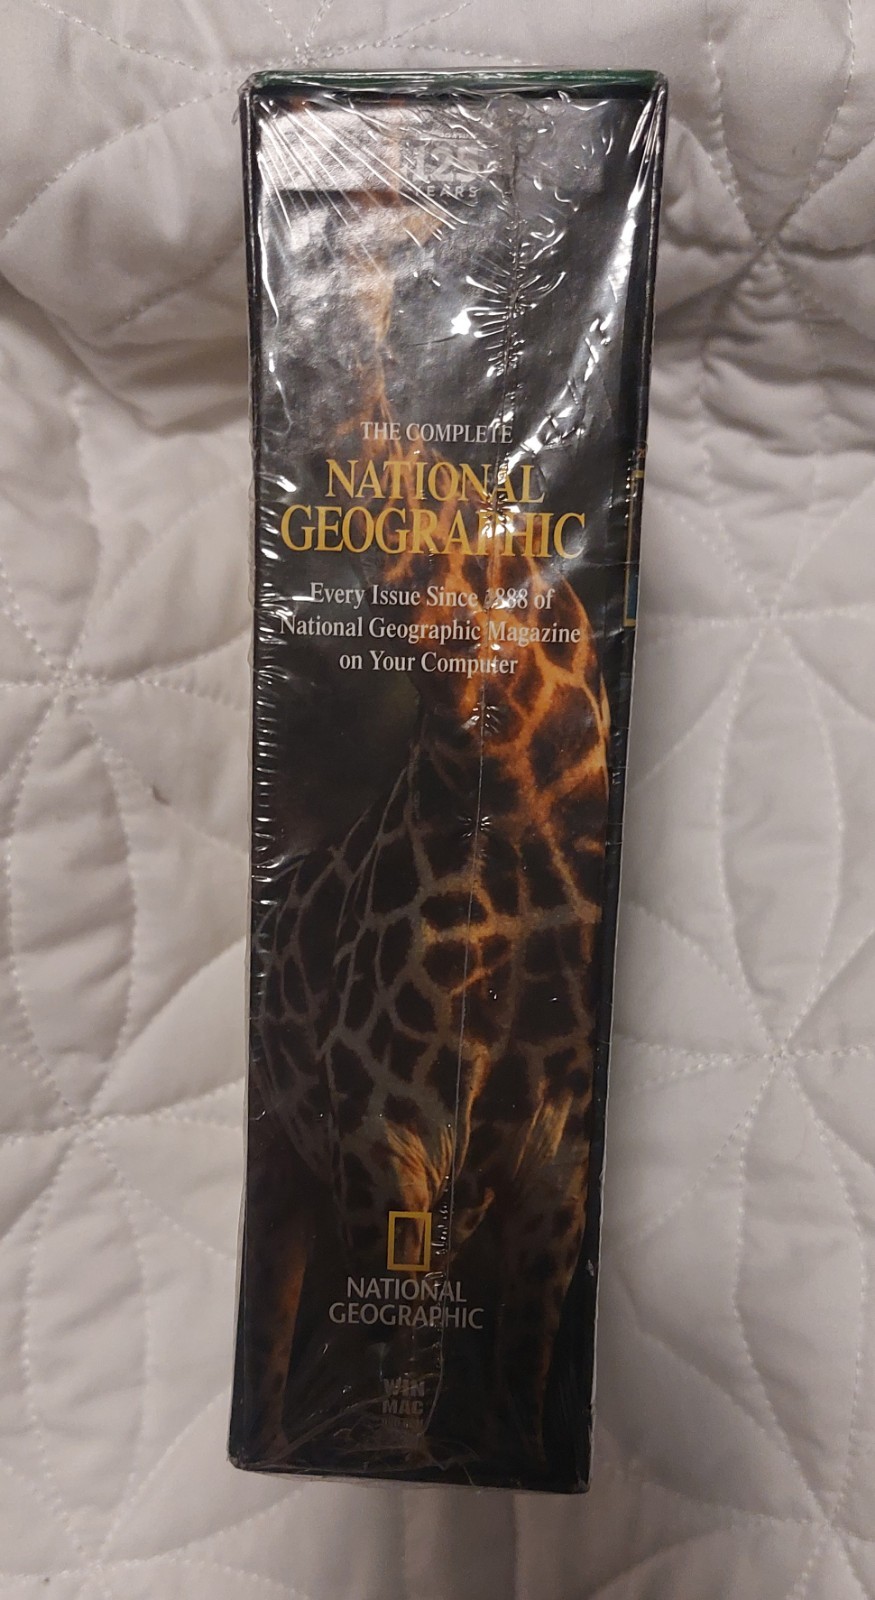 125
YEARS
THE COMPLETE
NATIONAL
GEOGRAPHIC
Every Issue Since 1888 of
National Geographic Magazine
on Your Computer
NATIONAL
GEOGRAPHIC
WIN
MAC